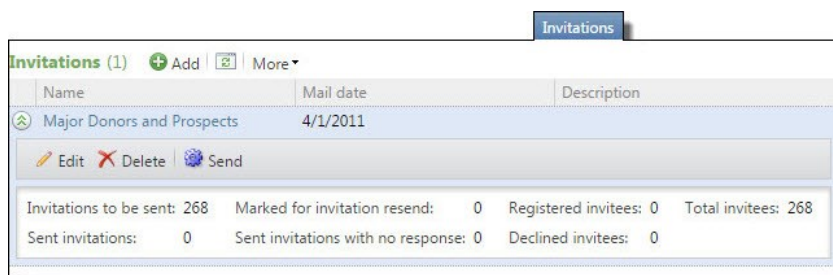 Invitations
Invitations (1) Add More
Name Mail date Description
Major Donors and Prospects 4/1/2011
Edit Delete Send
Invitations to be sent: 268 Marked for invitation resend: 0 Registered invitees: 0 Total invitees: 268
Sent invitations: 0 Sent invitations with no response: 0 Declined invitees: 0